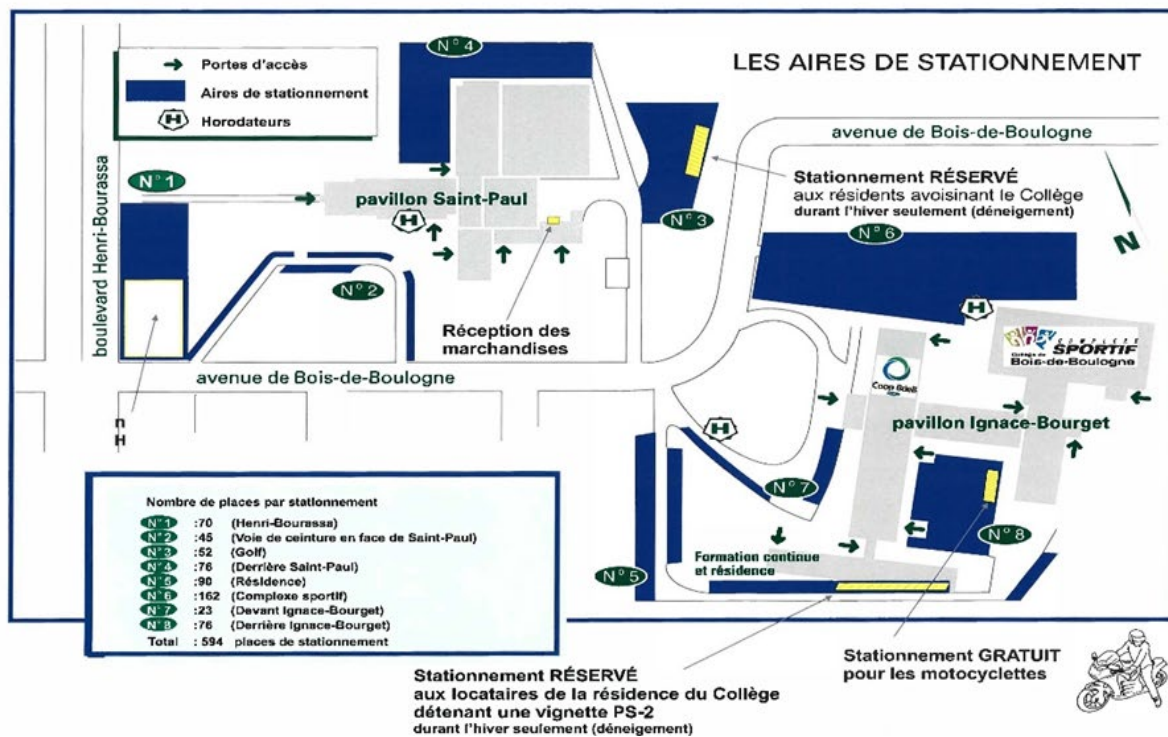 LES AIRES DE STATIONNEMENT
Portes d'accès
Aires de stationnement
H Horodateurs
N° 4
avenue de Bois-de-Boulogne
boulevard Henri-Bourassa
N° 1
pavillon Saint-Paul
H
N° 3
Stationnement RÉSERVÉ
aux résidents avoisinant le Collège
durant l'hiver seulement (déneigement)
N
N° 6
N° 2
Réception des
marchandises
H
COMPLEXE
SPORTIF
Collège de
Bois-de-Boulogne
avenue de Bois-de-Boulogne
pavillon Ignace-Bourget
n
H
H
N° 7
N° 8
Formation continue
et résidence
N° 5
Nombre de places par stationnement
N° 1 :70 (Henri-Bourassa)
N° 2 :45 (Voie de ceinture en face de Saint-Paul)
N° 3 :52 (Golf)
N° 4 :76 (Derrière Saint-Paul)
N° 5 :90 (Résidence)
N° 6 :162 (Complexe sportif)
N° 7 :23 (Devant Ignace-Bourget)
N° 8 :76 (Derrière Ignace-Bourget)
Total : 594 places de stationnement
Stationnement RÉSERVÉ
aux locataires de la résidence du Collège
détenant une vignette PS-2
durant l'hiver seulement (déneigement)
Stationnement GRATUIT
pour les motocyclettes